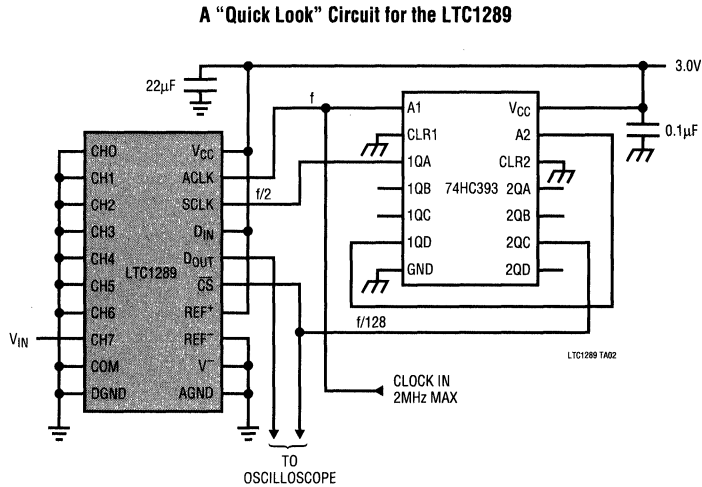 A “Quick Look” Circuit for the LTC1289
3.0V
22µF
f
A1
VCC
0.1µF
CLR1
A2
CH0
VCC
1QA
CLR2
CH1
ACLK
f/2
1QB
74HC393
2QA
CH2
SCLK
1QC
2QB
CH3
DIN
1QD
2QC
CH4
DOUT
LTC1289
GND
2QD
CH5
CS
CH6
REF+
f/128
VIN
CH7
REF–
LTC1289 TA02
COM
V–
CLOCK IN
2MHz MAX
DGND
AGND
TO
OSCILLOSCOPE